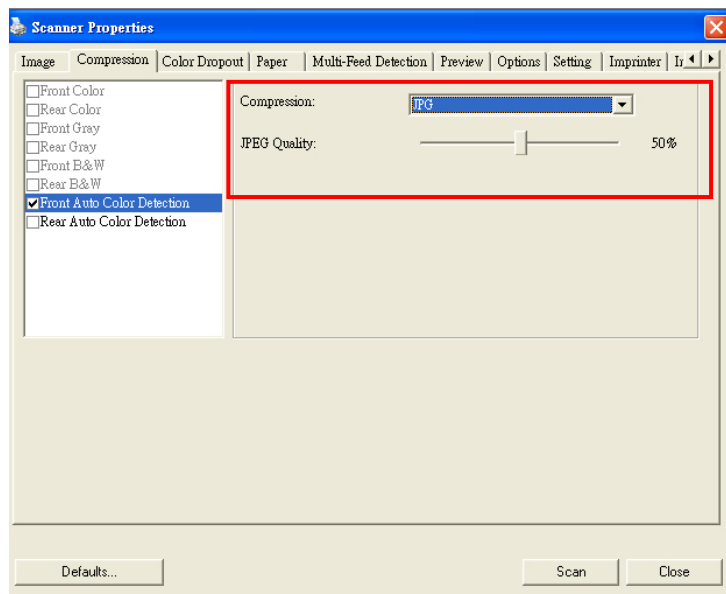 Scanner Properties
Image Compression Color Dropout Paper Multi-Feed Detection Preview Options Setting Imprinter
Front Color
Rear Color
Front Gray
Rear Gray
Front B&W
Rear B&W
Front Auto Color Detection
Rear Auto Color Detection
Compression: JPG
JPEG Quality: 50%
Defaults... Scan Close